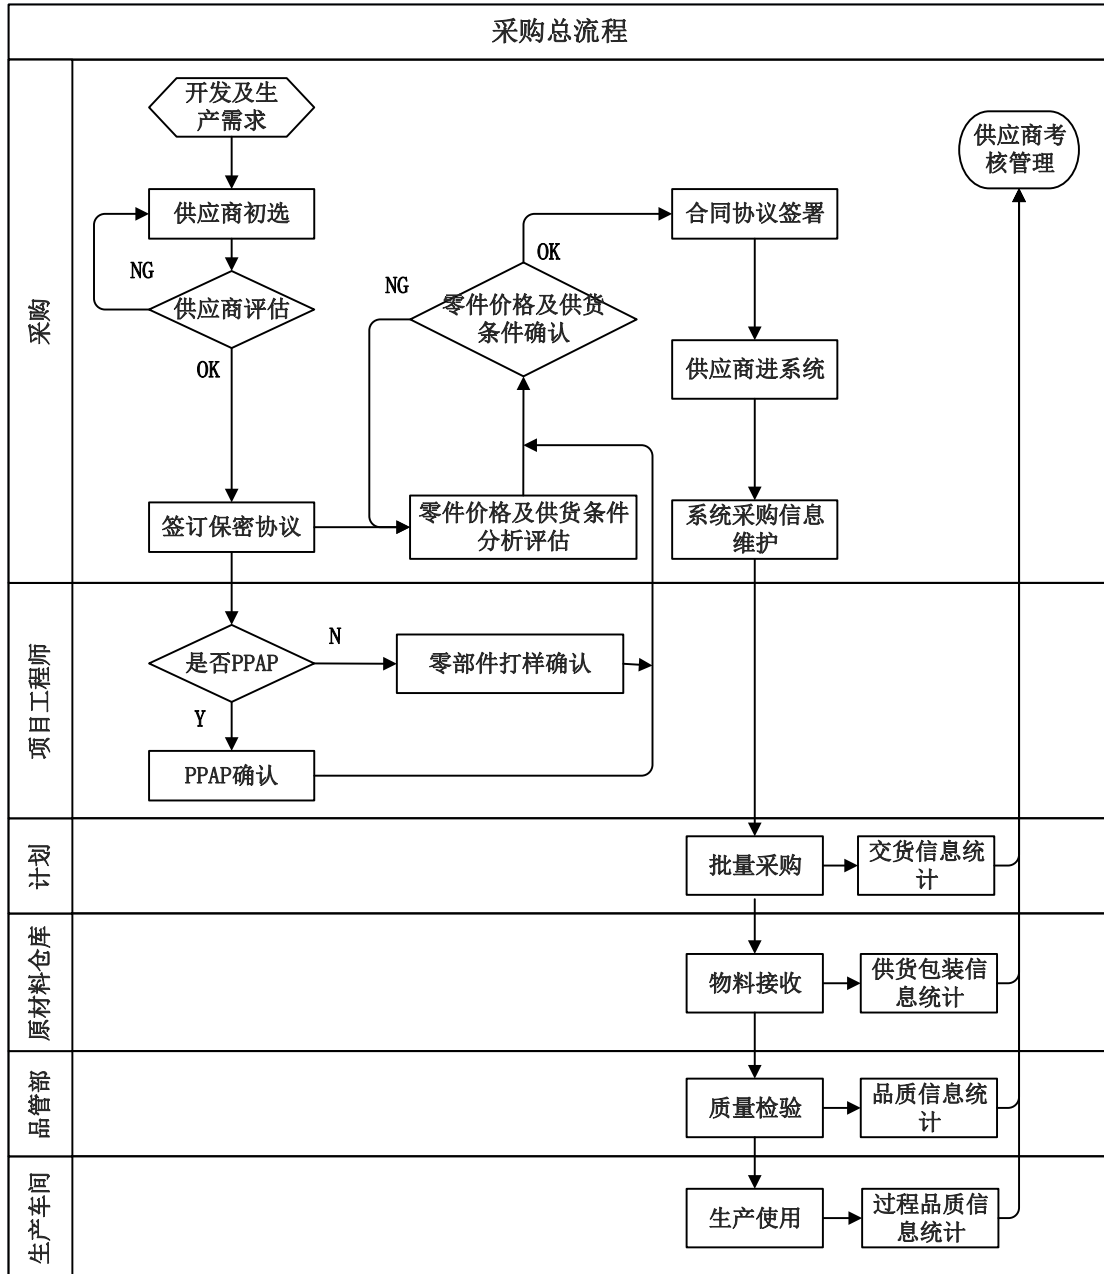 采购总流程
采购
开发及生
产需求
供应商初选
NG
供应商评估
OK
签订保密协议
NG
OK
零件价格及供货
条件确认
零件价格及供货条件
分析评估
合同协议签署
供应商进系统
系统采购信息
维护
供应商考
核管理
项目工程师
是否PPAP
N
零部件打样确认
Y
PPAP确认
计划
批量采购
交货信息统
计
原材料仓库
物料接收
供货包装信
息统计
品管部
质量检验
品质信息统
计
生产车间
生产使用
过程品质信
息统计